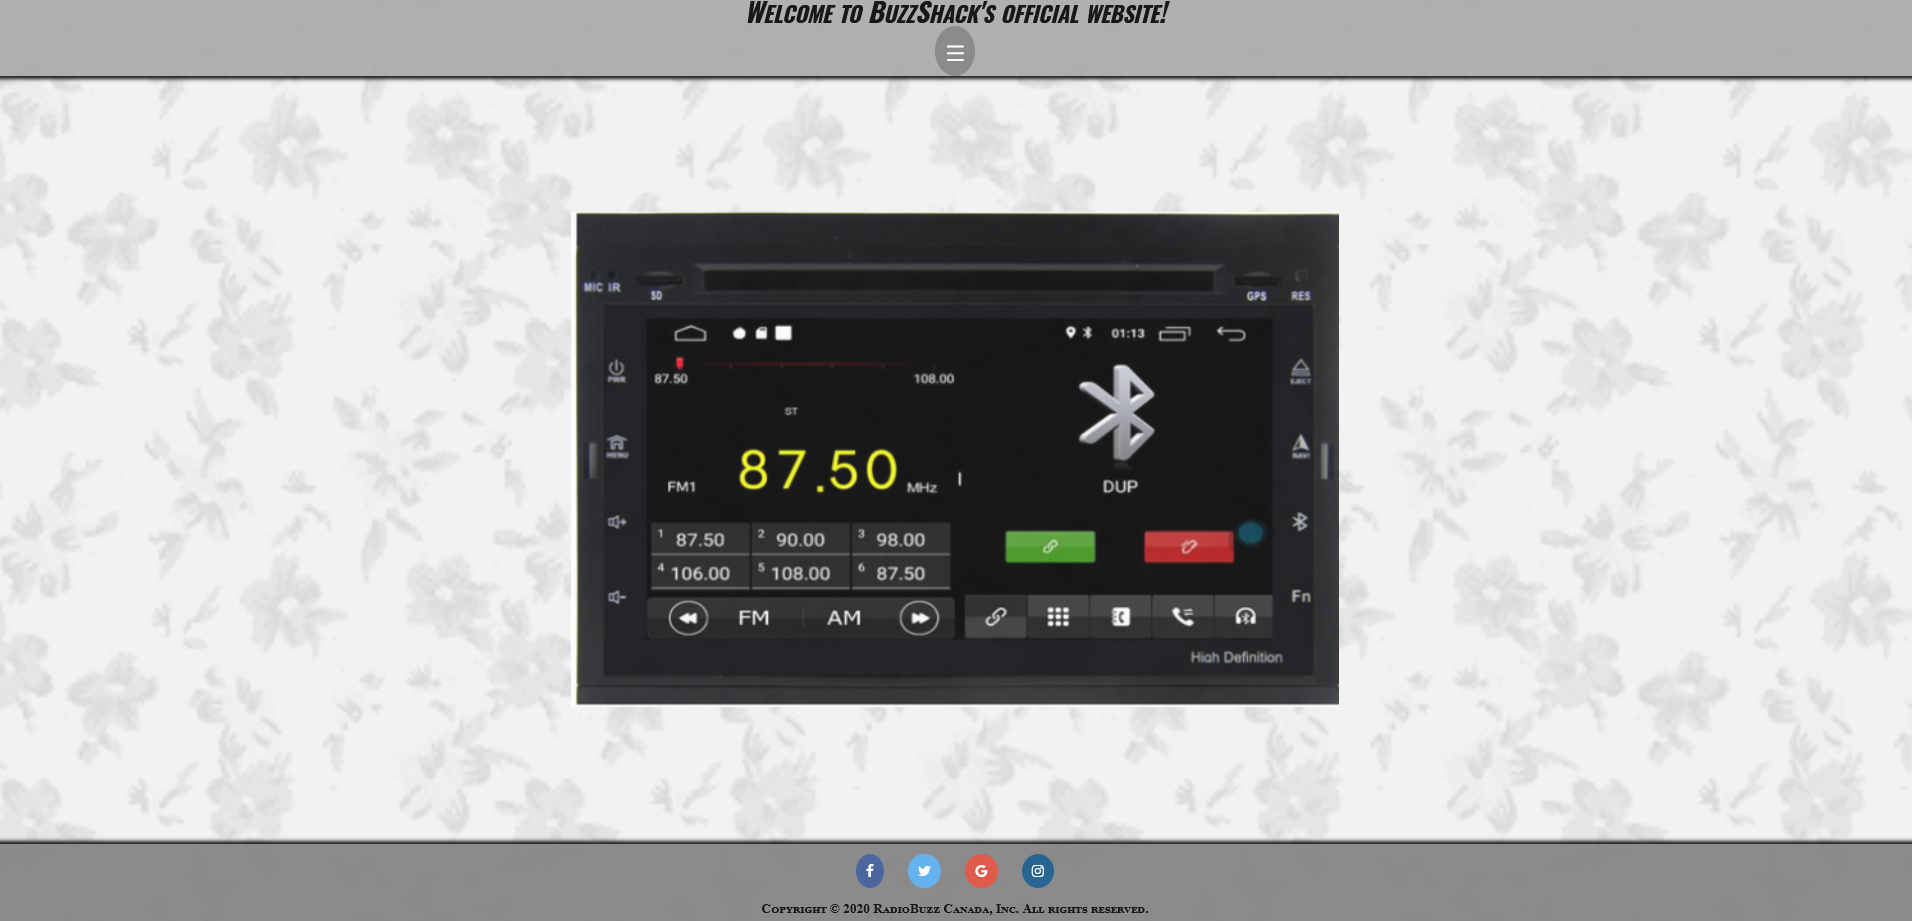 Welcome to BuzzShack's official website!
MIC IR
SD
GPS
RES
01:13
87.50
108.00
PWR
EJECT
ST
MENU
NAVI
87.50
FM1
MHz
DUP
1 87.50
2 90.00
3 98.00
4 106.00
5 108.00
6 87.50
Fn
FM
AM
High Definition
Copyright © 2020 RadioBuzz Canada, Inc. All rights reserved.